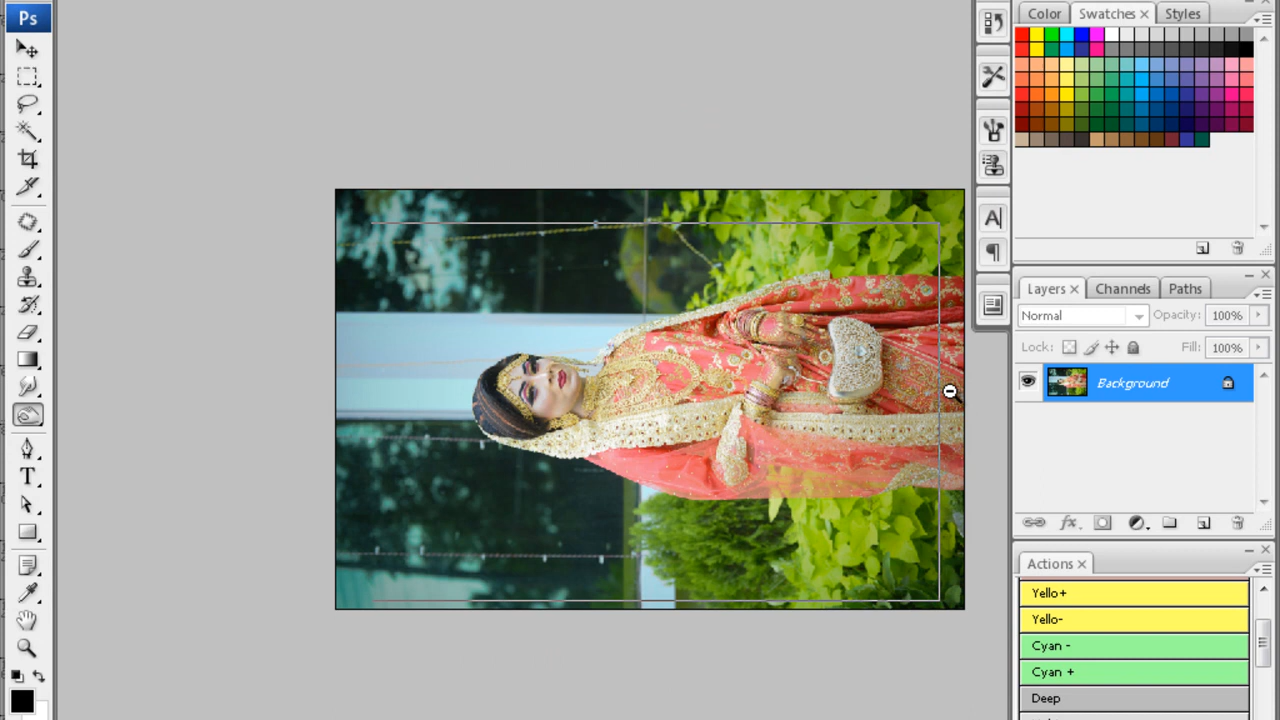 Ps
Color Swatches Styles
Layers Channels Paths
Normal Opacity: 100%
Lock: Fill: 100%
Background
Actions
Yello+
Yello-
Cyan -
Cyan +
Deep